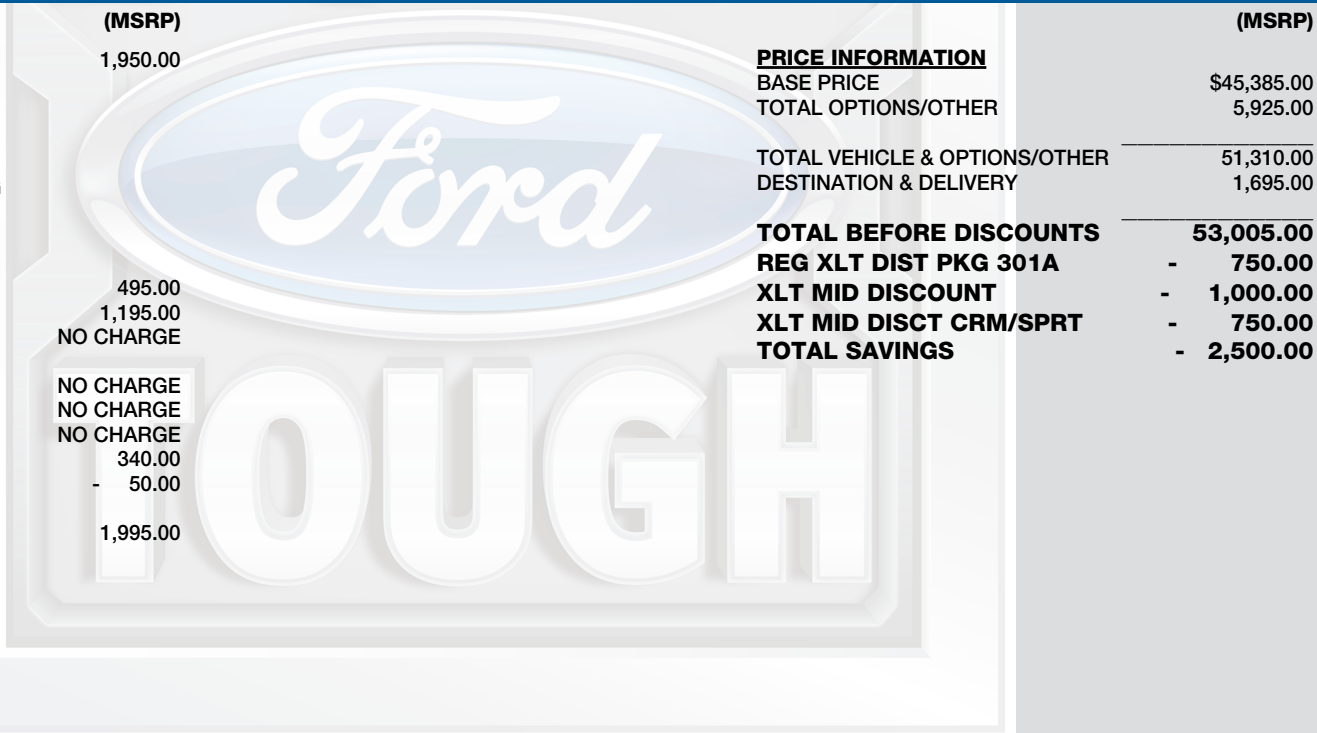 (MSRP)
1,950.00
495.00
1,195.00
NO CHARGE
NO CHARGE
NO CHARGE
NO CHARGE
340.00
- 50.00
1,995.00
Ford
TOUGH
(MSRP)
PRICE INFORMATION
BASE PRICE $45,385.00
TOTAL OPTIONS/OTHER 5,925.00
TOTAL VEHICLE & OPTIONS/OTHER 51,310.00
DESTINATION & DELIVERY 1,695.00
TOTAL BEFORE DISCOUNTS 53,005.00
REG XLT DIST PKG 301A - 750.00
XLT MID DISCOUNT - 1,000.00
XLT MID DISCT CRM/SPRT - 750.00
TOTAL SAVINGS - 2,500.00